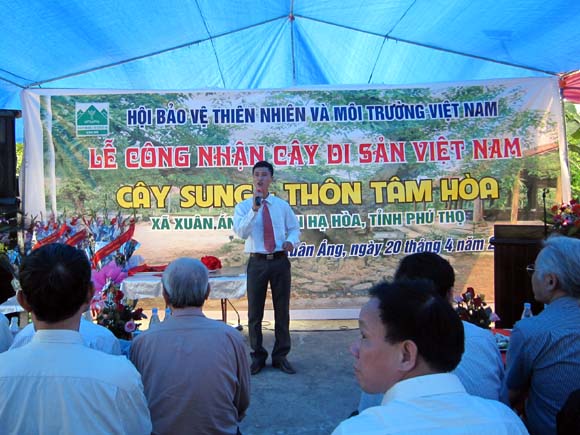 HỘI BẢO VỆ THIÊN NHIÊN VÀ MÔI TRƯỜNG VIỆT NAM
LỄ CÔNG NHẬN CÂY DI SẢN VIỆT NAM
CÂY SUNG THÔN TÂM HÒA
XÃ XUÂN ÁNG HẠ HÒA, TỈNH PHÚ THỌ
Xuân Áng, ngày 20 tháng 4 năm